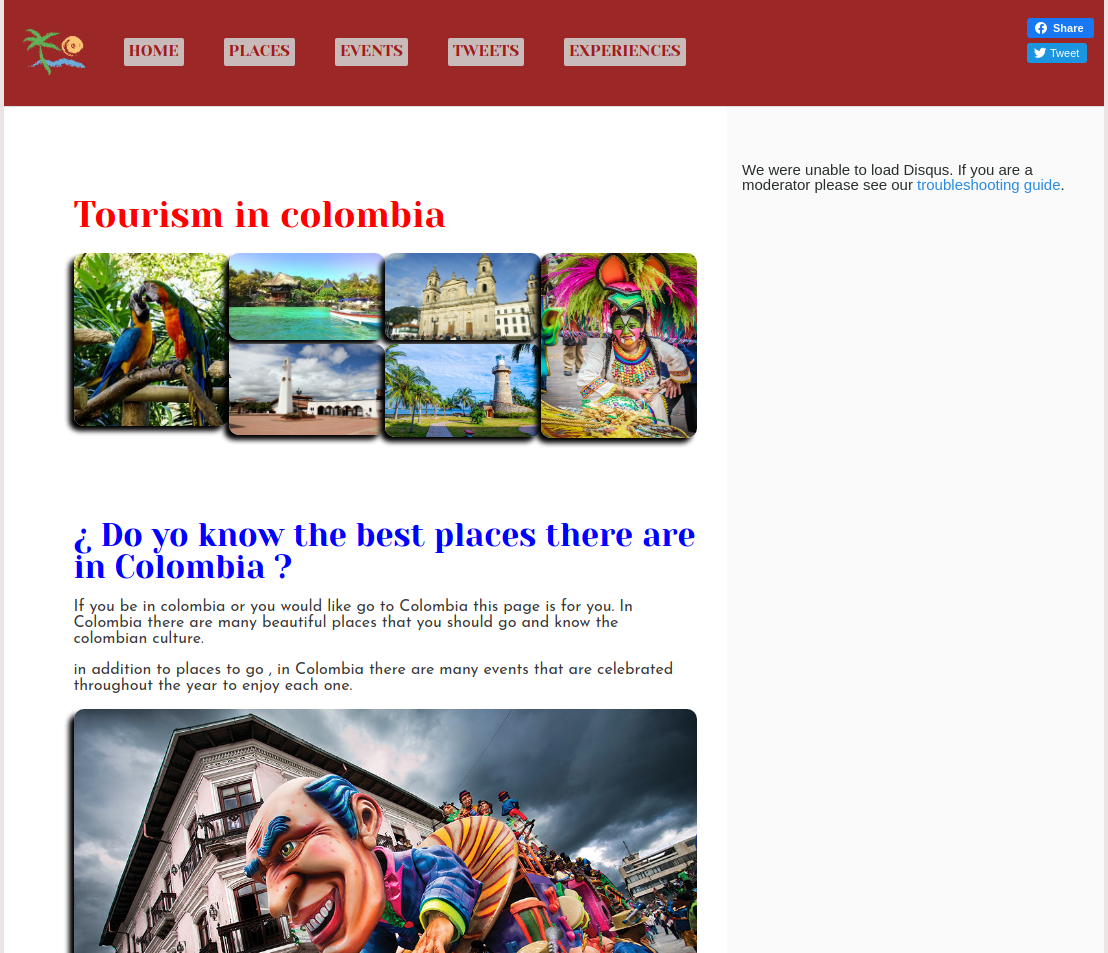 HOME
PLACES
EVENTS
TWEETS
EXPERIENCES
Share
Tweet
Tourism in colombia
¿ Do yo know the best places there are
in Colombia ?
If you be in colombia or you would like go to Colombia this page is for you. In
Colombia there are many beautiful places that you should go and know the
colombian culture.
in addition to places to go , in Colombia there are many events that are celebrated
throughout the year to enjoy each one.
We were unable to load Disqus. If you are a
moderator please see our troubleshooting guide.